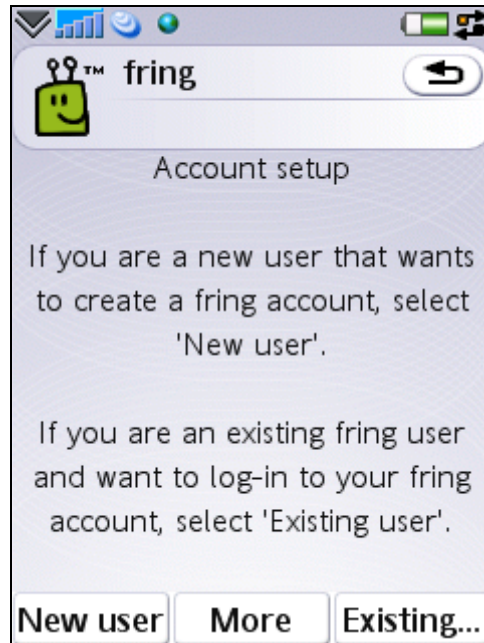 ™ fring
Account setup
If you are a new user that wants
to create a fring account, select
'New user'.
If you are an existing fring user
and want to log-in to your fring
account, select 'Existing user'.
New user More Existing...